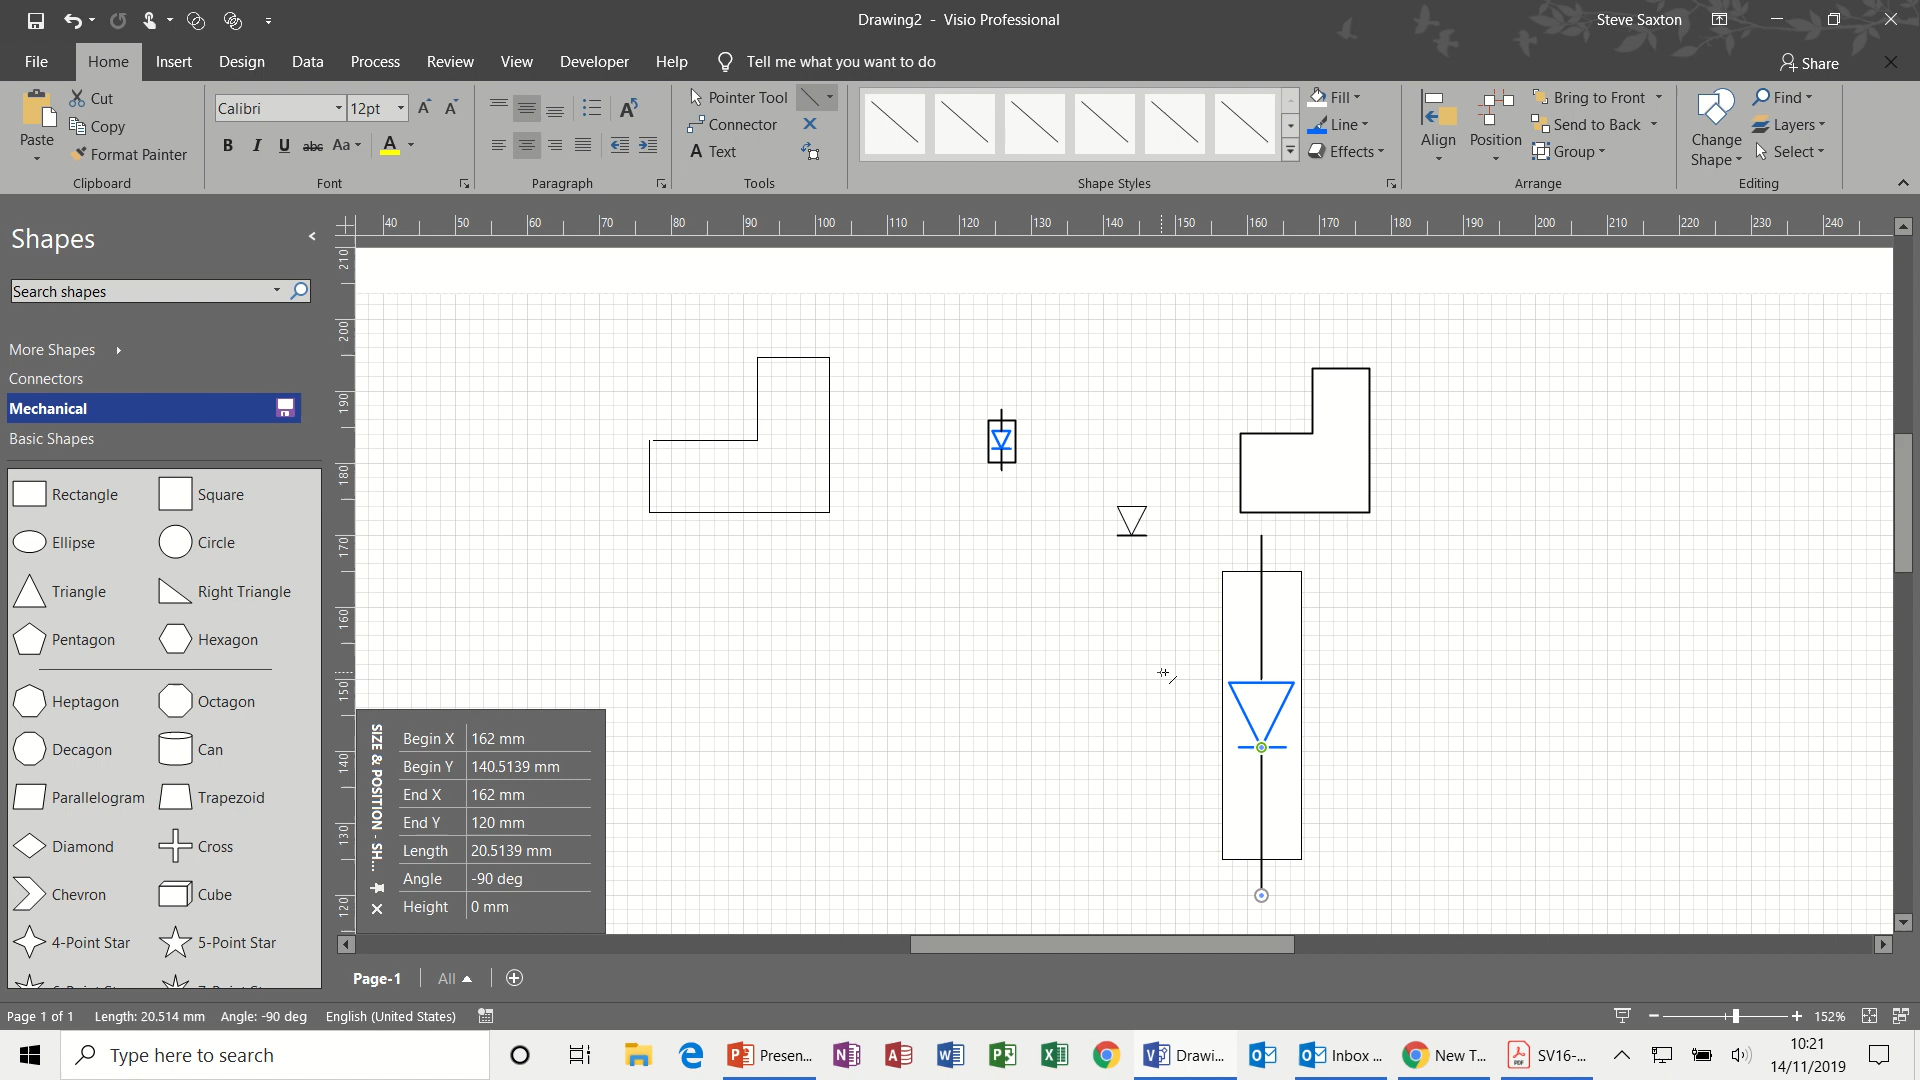 Drawing2 - Visio Professional
Steve Saxton
File Home Insert Design Data Process Review View Developer Help Tell me what you want to do
Share
Paste
Cut
Copy
Format Painter
Clipboard
Calibri 12pt
B I U abc Aa A
Font
Paragraph
Pointer Tool
Connector
A Text
Tools
Shape Styles
Fill
Line
Effects
Align
Position
Bring to Front
Send to Back
Group
Arrange
Change Shape
Find
Layers
Select
Editing
Shapes
Search shapes
More Shapes
Connectors
Mechanical
Basic Shapes
Rectangle Square
Ellipse Circle
Triangle Right Triangle
Pentagon Hexagon
Heptagon Octagon
Decagon Can
Parallelogram Trapezoid
Diamond Cross
Chevron Cube
4-Point Star 5-Point Star
40 50 60 70 80 90 100 110 120 130 140 150 160 170 180 190 200 210 220 230 240
210
200
190
180
170
160
150
140
130
120
SIZE & POSITION - SH...
Begin X 162 mm
Begin Y 140.5139 mm
End X 162 mm
End Y 120 mm
Length 20.5139 mm
Angle -90 deg
Height 0 mm
Page-1 All
Page 1 of 1 Length: 20.514 mm Angle: -90 deg English (United States)
152%
Type here to search
Presen...
Drawi...
Inbox ...
New T...
SV16-...
10:21
14/11/2019